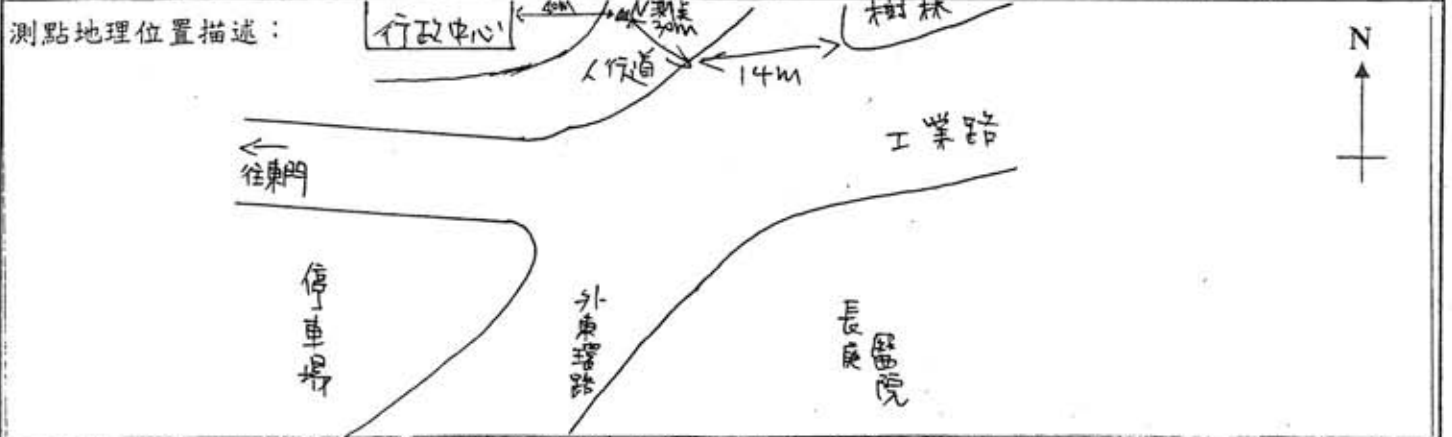 測點地理位置描述：
行政中心
測點
30m
樹林
人行道
14m
N
工業路
往東門
停車場
外東環路
長庚醫院